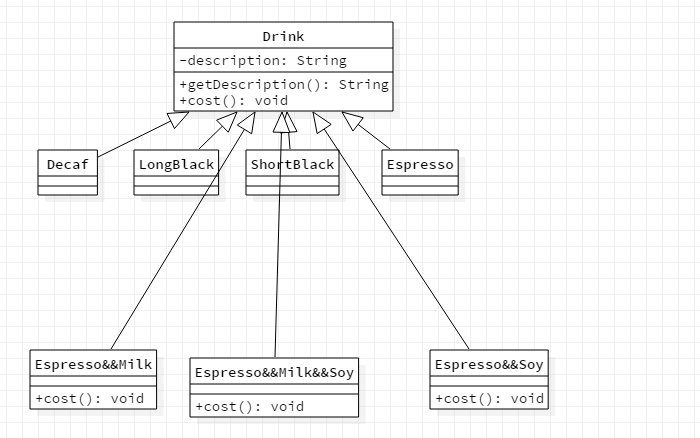 Drink
-description: String
+getDescription(): String
+cost(): void
Decaf
LongBlack
ShortBlack
Espresso
Espresso&&Milk
+cost(): void
Espresso&&Milk&&Soy
+cost(): void
Espresso&&Soy
+cost(): void